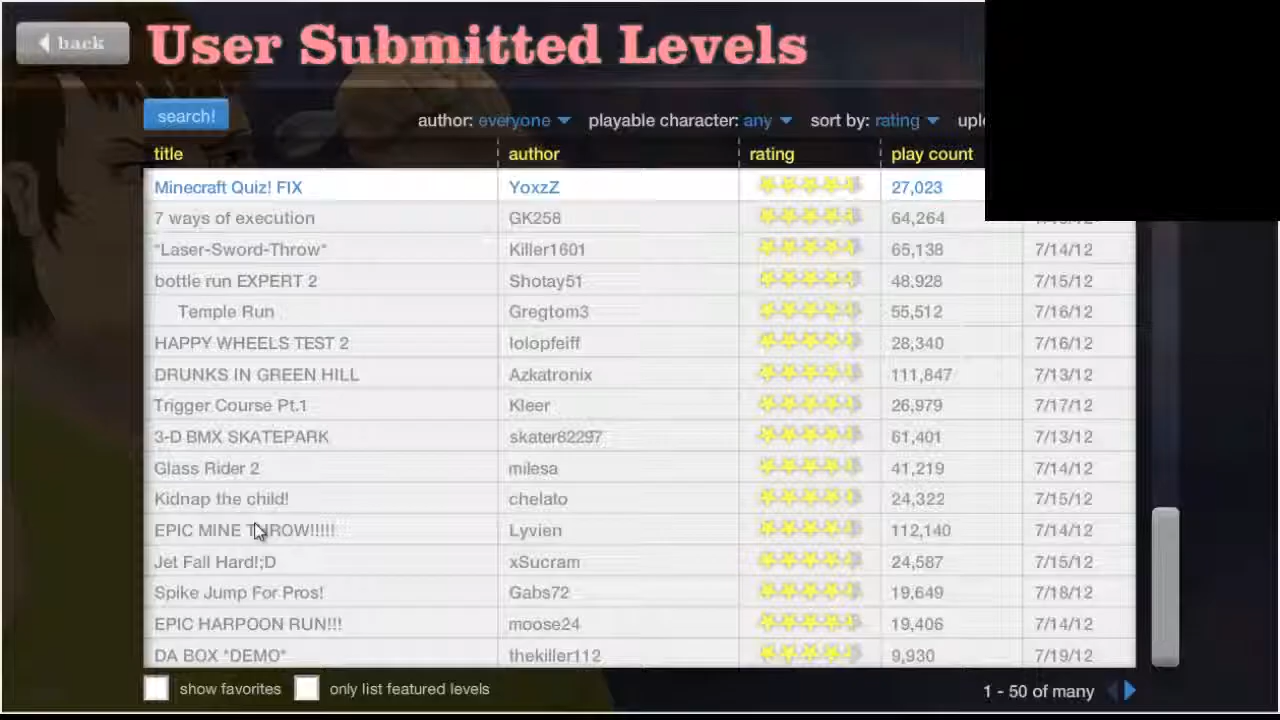 back
User Submitted Levels
search!
author: everyone playable character: any sort by: rating uplo
title author rating play count
Minecraft Quiz! FIX YoxzZ 27,023
7 ways of execution GK258 64,264
*Laser-Sword-Throw* Killer1601 65,138 7/14/12
bottle run EXPERT 2 Shotay51 48,928 7/15/12
Temple Run Gregtom3 55,512 7/16/12
HAPPY WHEELS TEST 2 lolopfeiff 28,340 7/16/12
DRUNKS IN GREEN HILL Azkatronix 111,847 7/13/12
Trigger Course Pt.1 Kleer 26,979 7/17/12
3-D BMX SKATEPARK skater82297 61,401 7/13/12
Glass Rider 2 milesa 41,219 7/14/12
Kidnap the child! chelato 24,322 7/15/12
EPIC MINE THROW!!!!! Lyvien 112,140 7/14/12
Jet Fall Hard!;D xSucram 24,587 7/15/12
Spike Jump For Pros! Gabs72 19,649 7/18/12
EPIC HARPOON RUN!!! moose24 19,406 7/14/12
DA BOX *DEMO* thekiller112 9,930 7/19/12
show favorites only list featured levels 1 - 50 of many